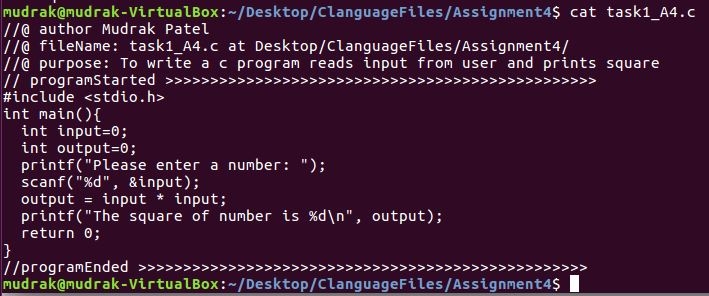 mudrak@mudrak-VirtualBox:~/Desktop/ClanguageFiles/Assignment4$ cat task1_A4.c
//@ author Mudrak Patel
//@ fileName: task1_A4.c at Desktop/ClanguageFiles/Assignment4/
//@ purpose: To write a c program reads input from user and prints square
// programStarted >>>>>>>>>>>>>>>>>>>>>>>>>>>>>>>>>>>>>>>>>>>>>>>>
#include <stdio.h>
int main(){
  int input=0;
  int output=0;
  printf("Please enter a number: ");
  scanf("%d", &input);
  output = input * input;
  printf("The square of number is %d\n", output);
  return 0;
}
//programEnded >>>>>>>>>>>>>>>>>>>>>>>>>>>>>>>>>>>>>>>>>>>>>>>>>>
mudrak@mudrak-VirtualBox:~/Desktop/ClanguageFiles/Assignment4$